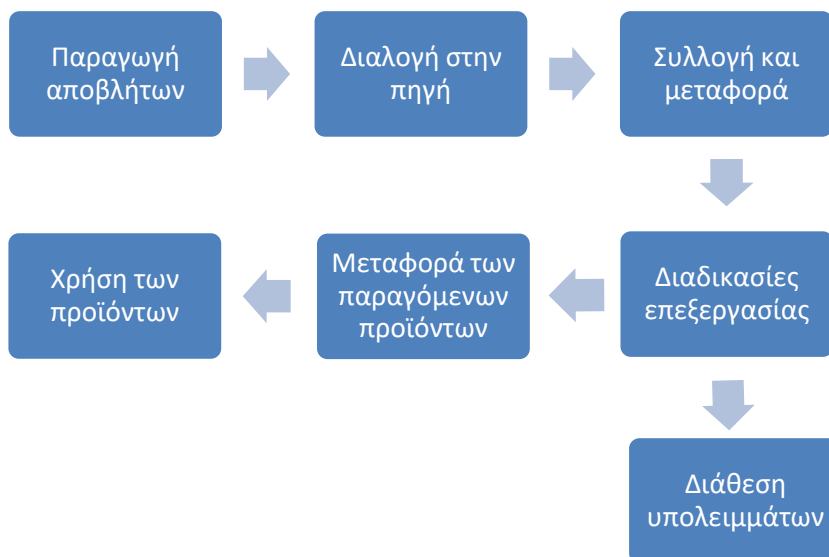 Παραγωγή
αποβλήτων
Διαλογή στην
πηγή
Συλλογή και
μεταφορά
Διαδικασίες
επεξεργασίας
Μεταφορά των
παραγόμενων
προϊόντων
Χρήση των
προϊόντων
Διάθεση
υπολειμμάτων